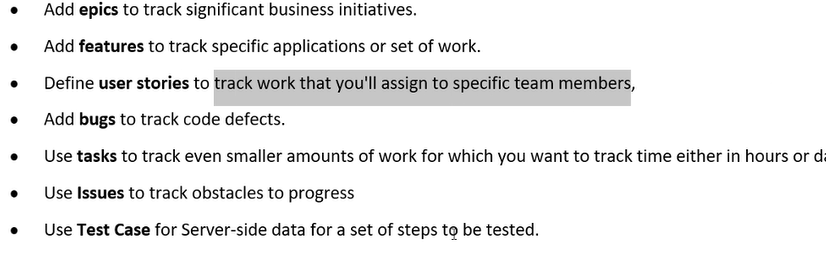 • Add epics to track significant business initiatives.
• Add features to track specific applications or set of work.
• Define user stories to track work that you'll assign to specific team members,
• Add bugs to track code defects.
• Use tasks to track even smaller amounts of work for which you want to track time either in hours or
• Use Issues to track obstacles to progress
• Use Test Case for Server-side data for a set of steps to be tested.